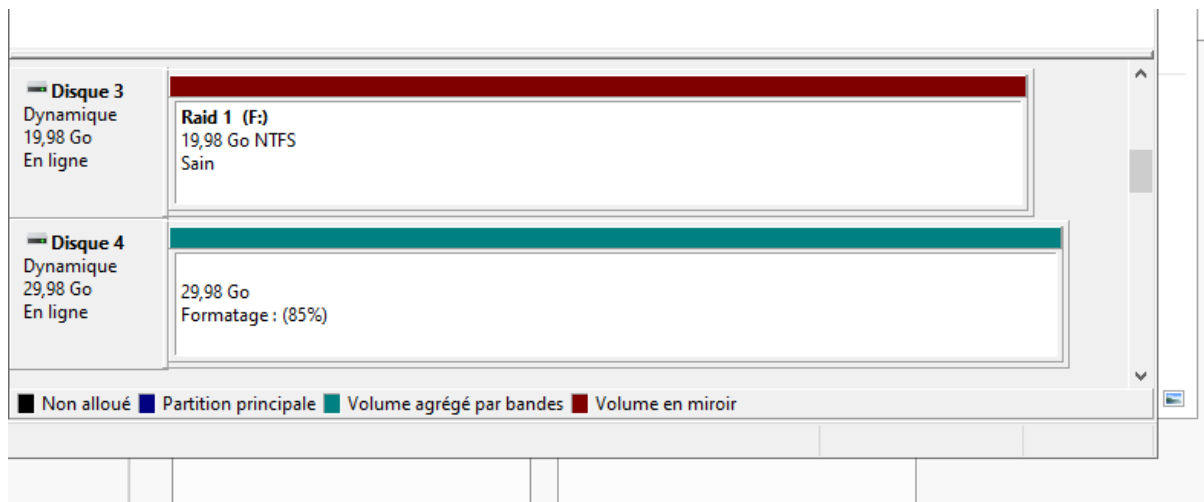 Disque 3
Dynamique
19,98 Go
En ligne
Raid 1 (F:)
19,98 Go NTFS
Sain
Disque 4
Dynamique
29,98 Go
En ligne
29,98 Go
Formatage : (85%)
Non alloué Partition principale Volume agrégé par bandes Volume en miroir